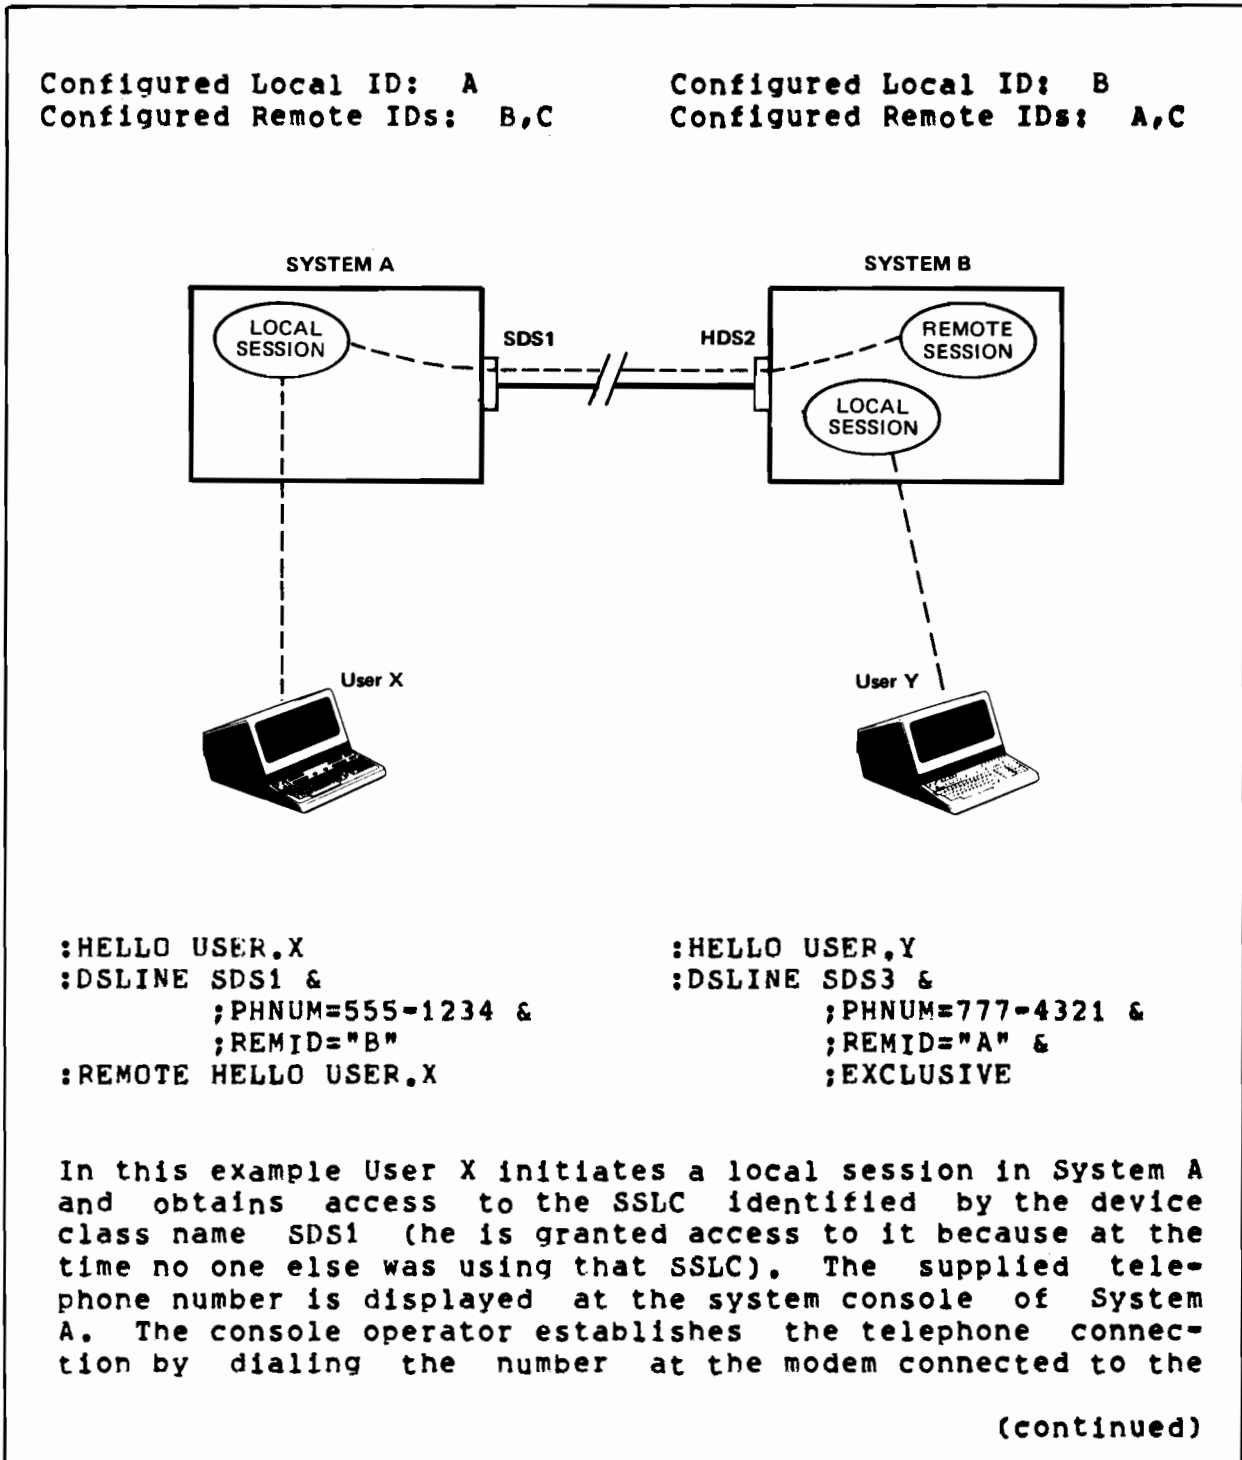 Configured Local ID: A
Configured Remote IDs: B,C
Configured Local ID: B
Configured Remote IDs: A,C
SYSTEM A
SYSTEM B
LOCAL
SESSION
SDS1
HDS2
REMOTE
SESSION
LOCAL
SESSION
User X
User Y
:HELLO USER.X
:DSLINE SDS1 &
;PHNUM=555-1234 &
;REMID="B"
:REMOTE HELLO USER.X
:HELLO USER.Y
:DSLINE SDS3 &
;PHNUM=777-4321 &
;REMID="A" &
;EXCLUSIVE
In this example User X initiates a local session in System A
and obtains access to the SSLC identified by the device
class name SDS1 (he is granted access to it because at the
time no one else was using that SSLC). The supplied tele-
phone number is displayed at the system console of System
A. The console operator establishes the telephone connec-
tion by dialing the number at the modem connected to the
(continued)